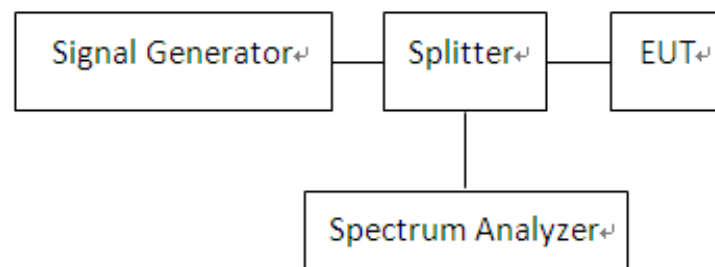 Signal Generator↵
Splitter↵
EUT↵
Spectrum Analyzer↵